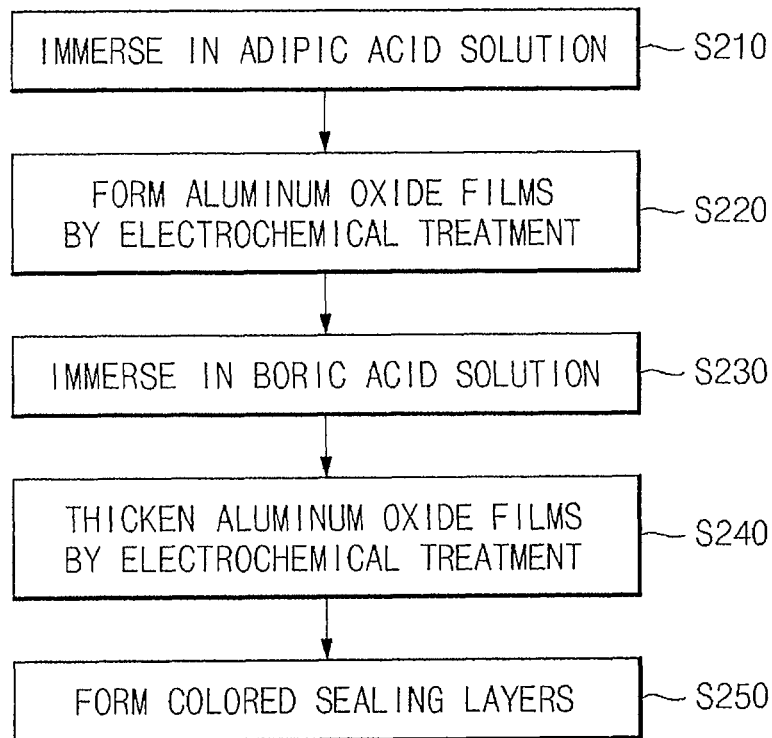 IMMERSE IN ADIPIC ACID SOLUTION S210
FORM ALUMINUM OXIDE FILMS
BY ELECTROCHEMICAL TREATMENT S220
IMMERSE IN BORIC ACID SOLUTION S230
THICKEN ALUMINUM OXIDE FILMS
BY ELECTROCHEMICAL TREATMENT S240
FORM COLORED SEALING LAYERS S250